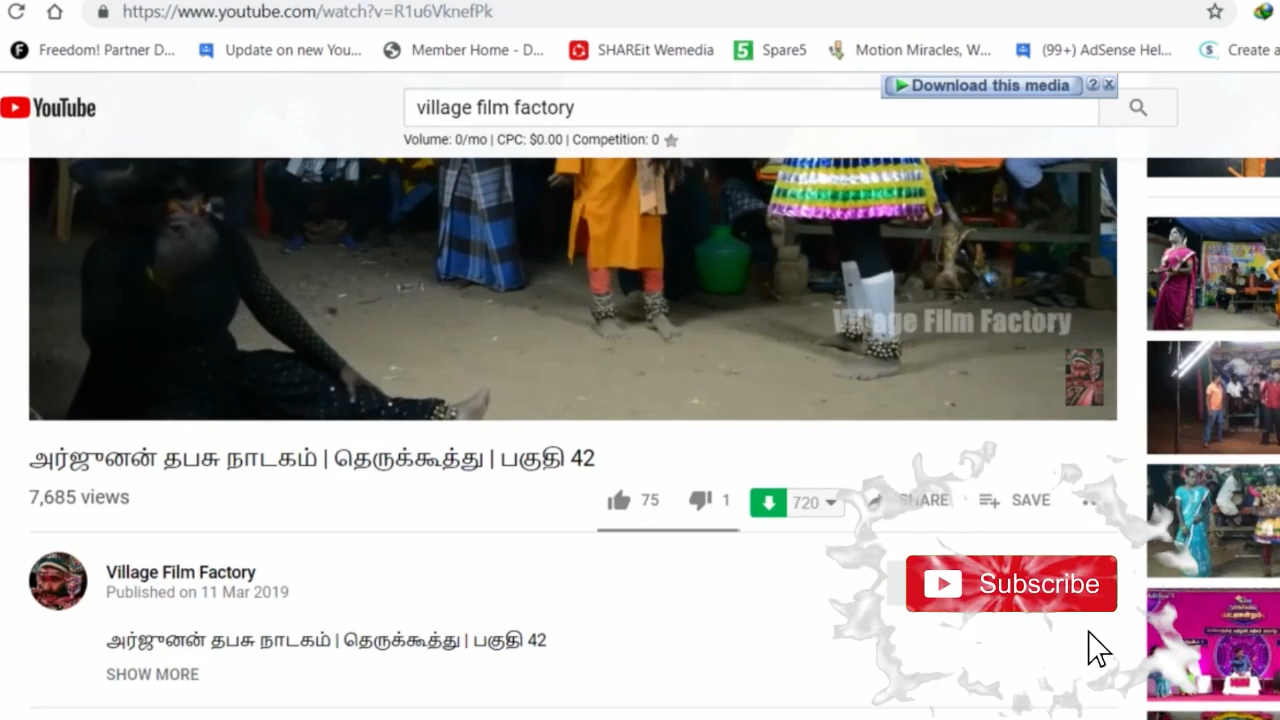 https://www.youtube.com/watch?v=R1u6VknefPk
Freedom! Partner D... Update on new You... Member Home - D... SHAREit Wemedia 5 Spare5 Motion Miracles, W... (99+) AdSense Hel... Create a
Download this media ? X
YouTube village film factory
Volume: 0/mo | CPC: $0.00 | Competition: 0
Village Film Factory
அர்ஜுனன் தபசு நாடகம் | தெருக்கூத்து | பகுதி 42
7,685 views
75 1 720 SHARE SAVE
Village Film Factory
Published on 11 Mar 2019
Subscribe
அர்ஜுனன் தபசு நாடகம் | தெருக்கூத்து | பகுதி 42
SHOW MORE